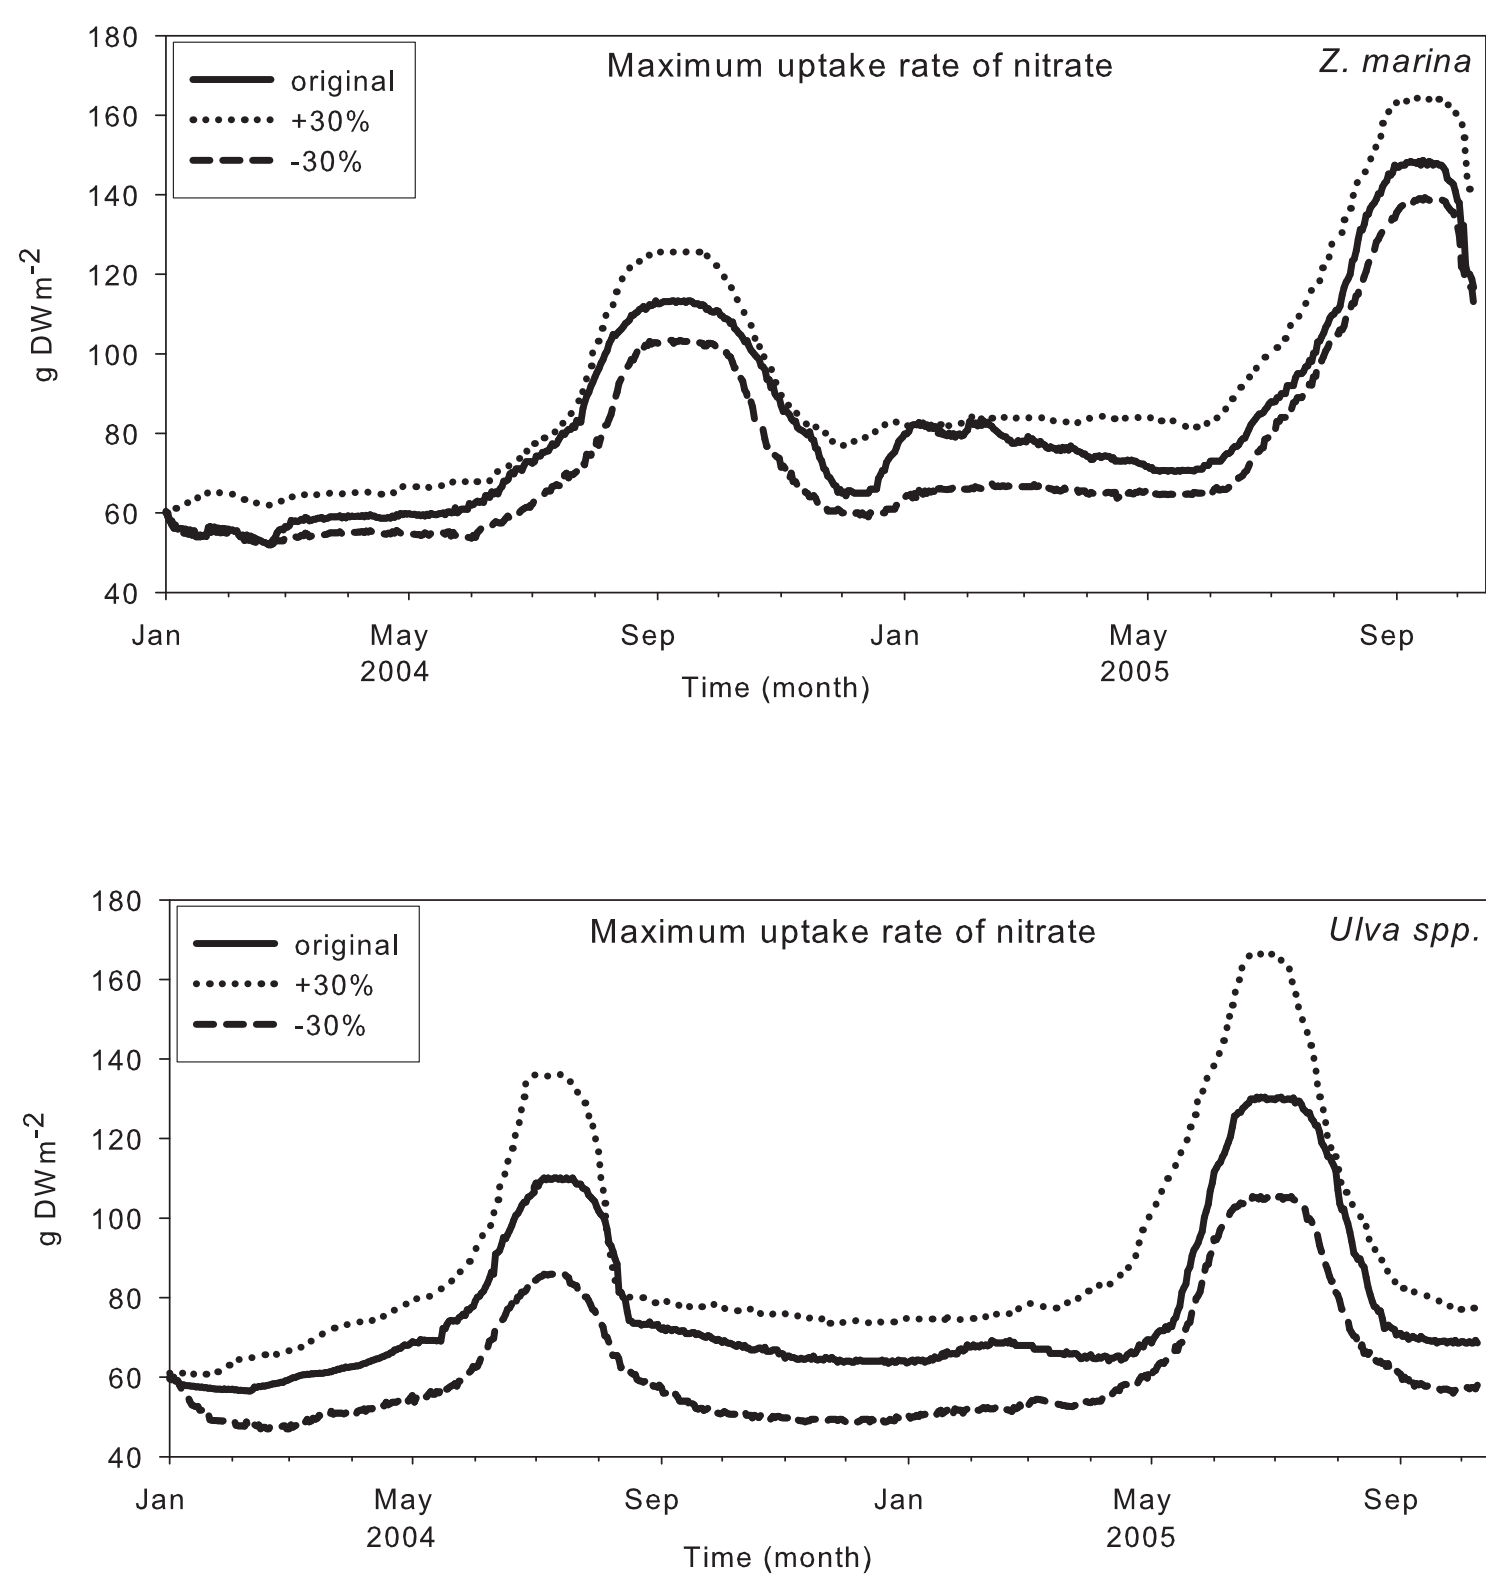 180
Maximum uptake rate of nitrate
Z. marina
original
+30%
-30%
160
140
120
100
80
60
40
g DWm-2
Jan
May
Sep
Jan
May
Sep
2004
2005
Time (month)
180
Maximum uptake rate of nitrate
Ulva spp.
original
+30%
-30%
160
140
120
100
80
60
40
g DWm-2
Jan
May
Sep
Jan
May
Sep
2004
2005
Time (month)